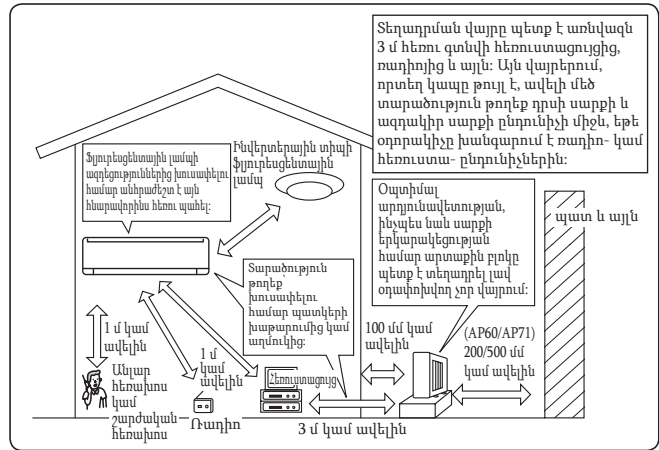 Տեղադրման վայրը պետք է առնվազն
3 մ հեռու գտնվի հեռուստացույցից,
ռադիոյից և այլն: Այն վայրերում,
որտեղ կապը թույլ է, ավելի մեծ
տարածություն թողեք դրսի սարքի և
ազդակիր սարքի ընդունիչի միջև, եթե
օդորակիչը խանգարում է ռադիո- կամ
հեռուստա- ընդունիչներին:
Ֆլյուրեսցենտային լամպի
ազդեցություններից խուսափելու
համար անհրաժեշտ է այն
հնարավորինս հեռու պահել:
Ինվերտերային տիպի
ֆլյուրեսցենտային
լամպ
Օպտիմալ
արդյունավետության,
ինչպես նաև սարքի
երկարակեցության
համար արտաքին բլոկը
պետք է տեղադրել լավ
օդափոխվող չոր վայրում:
պատ և այլն
Տարածություն
թողեք՝
խուսափելու
համար պատկերի
խաթարումից կամ
աղմուկից:
1 մ կամ
ավելին
1 մ
կամ
ավելին
100 մմ կամ
ավելին
(AP60/AP71)
200/500 մմ
կամ ավելին
Անլար
հեռախոս
կամ
շարժական
հեռախոս
Ռադիո
Հեռուստացույց
3 մ կամ ավելին